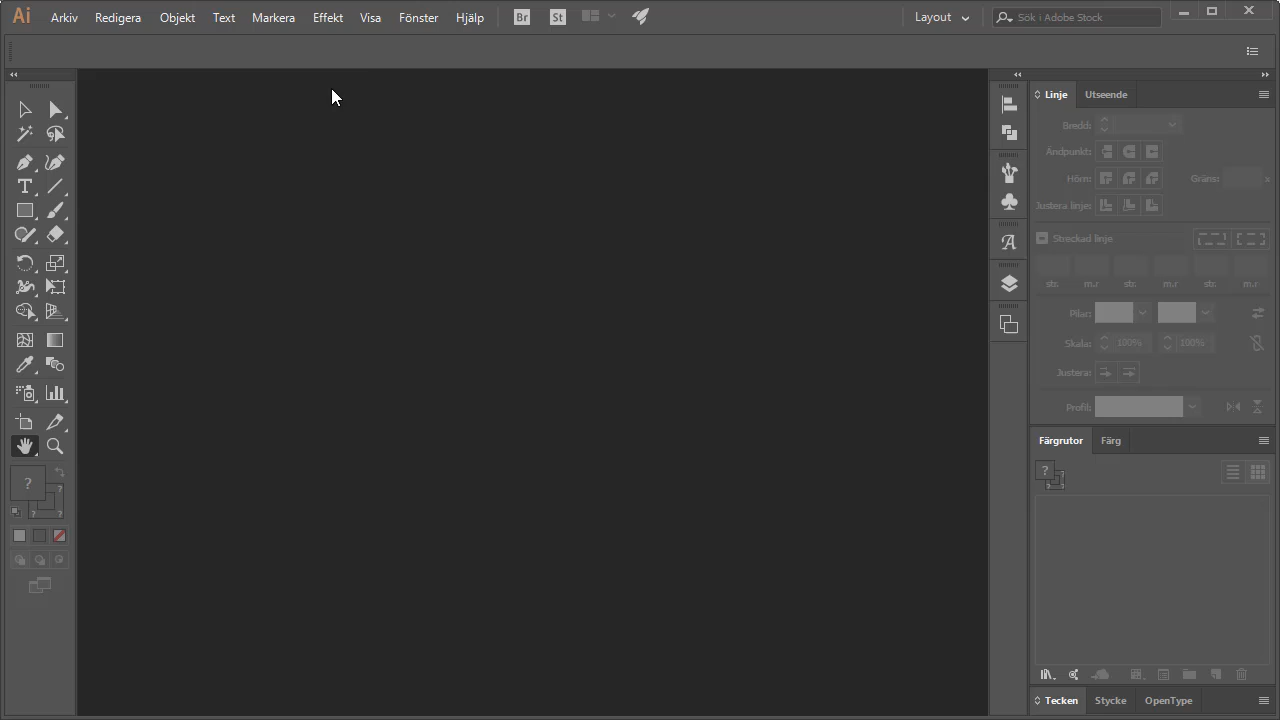 Ai Arkiv Redigera Objekt Text Markera Effekt Visa Fönster Hjälp Br St Layout Sök i Adobe Stock
Linje Utseende
Bredd:
Ändpunkt:
Hörn: Gräns: x
Justera linje:
Streckad linje
str. m.r str. m.r str. m.r
Pilar:
Skala: 100% 100%
Justera:
Profil:
Färgrutor Färg
?
?
?
? ?
Tecken Stycke OpenType